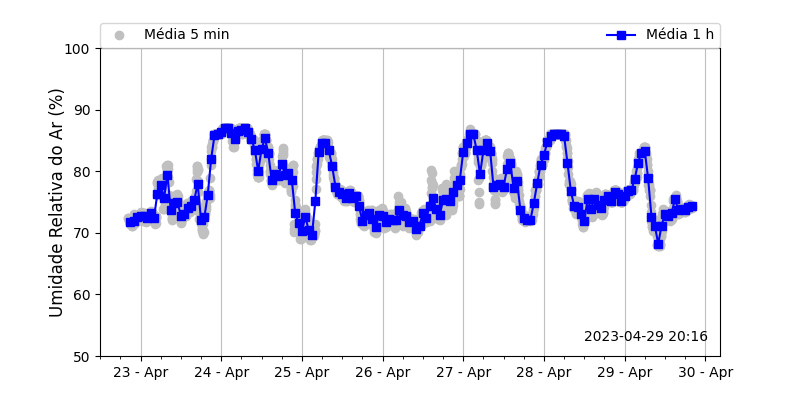 Média 5 min
Média 1 h
Umidade Relativa do Ar (%)
100
90
80
70
60
50
2023-04-29 20:16
23 - Apr
24 - Apr
25 - Apr
26 - Apr
27 - Apr
28 - Apr
29 - Apr
30 - Apr